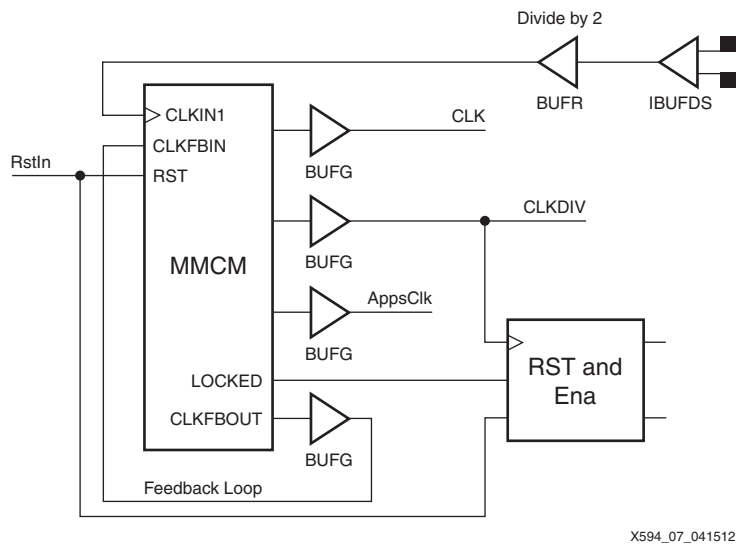 Divide by 2
BUFR
IBUFDS
CLKIN1
CLK
CLKFBIN
BUFG
RstIn
RST
CLKDIV
MMCM
BUFG
AppsClk
BUFG
RST and
Ena
LOCKED
CLKFBOUT
BUFG
Feedback Loop
X594_07_041512